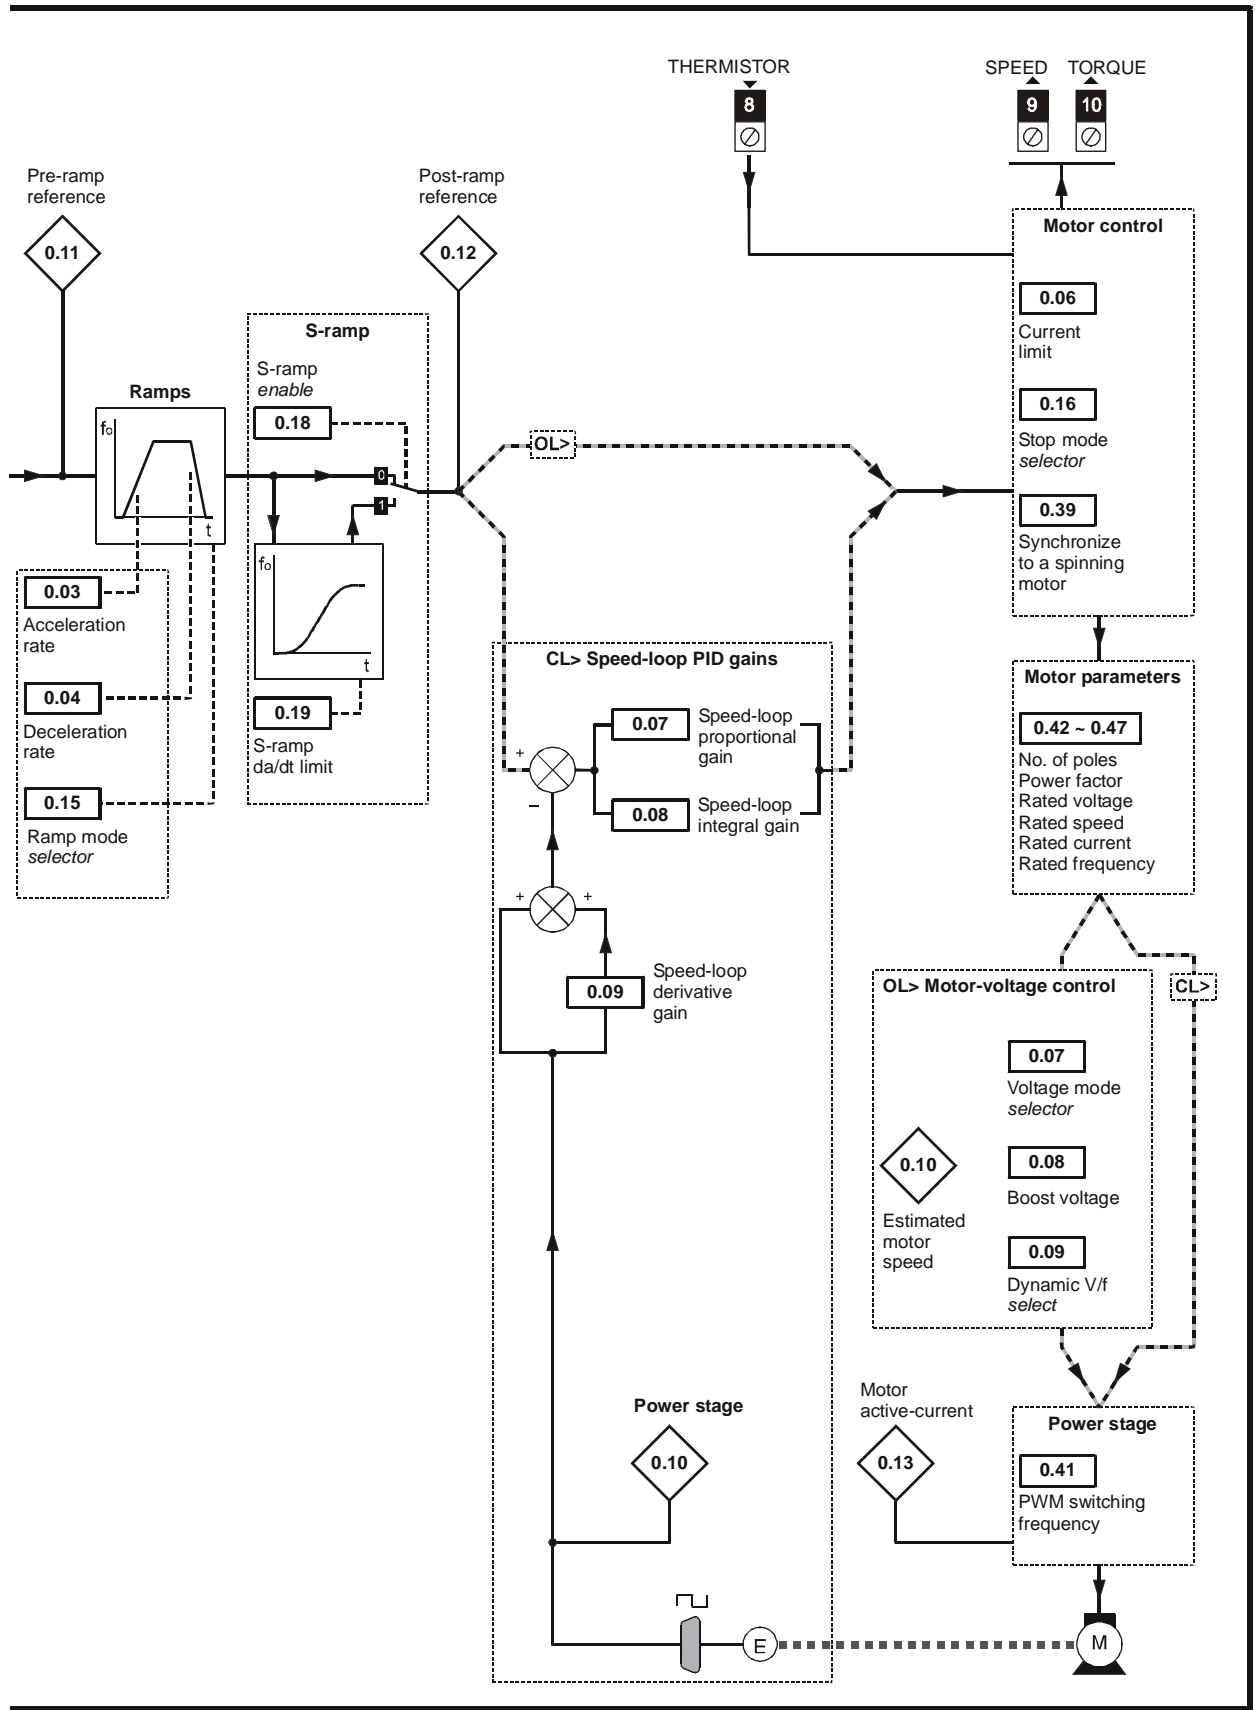 THERMISTOR
SPEED
TORQUE
8
9
10
Pre-ramp
reference
0.11
Post-ramp
reference
0.12
Motor control
0.06
Current
limit
0.16
Stop mode
selector
0.39
Synchronize
to a spinning
motor
Ramps
fo
t
S-ramp
S-ramp
enable
0.18
0
1
OL>
fo
t
0.03
Acceleration
rate
0.04
Deceleration
rate
0.15
Ramp mode
selector
0.19
S-ramp
da/dt limit
CL> Speed-loop PID gains
0.07
Speed-loop
proportional
gain
+
−
0.08
Speed-loop
integral gain
+
+
0.09
Speed-loop
derivative
gain
Motor parameters
0.42 ~ 0.47
No. of poles
Power factor
Rated voltage
Rated speed
Rated current
Rated frequency
OL> Motor-voltage control
CL>
0.07
Voltage mode
selector
0.10
Estimated
motor
speed
0.08
Boost voltage
0.09
Dynamic V/f
select
Power stage
0.10
Motor
active-current
0.13
Power stage
0.41
PWM switching
frequency
E
M